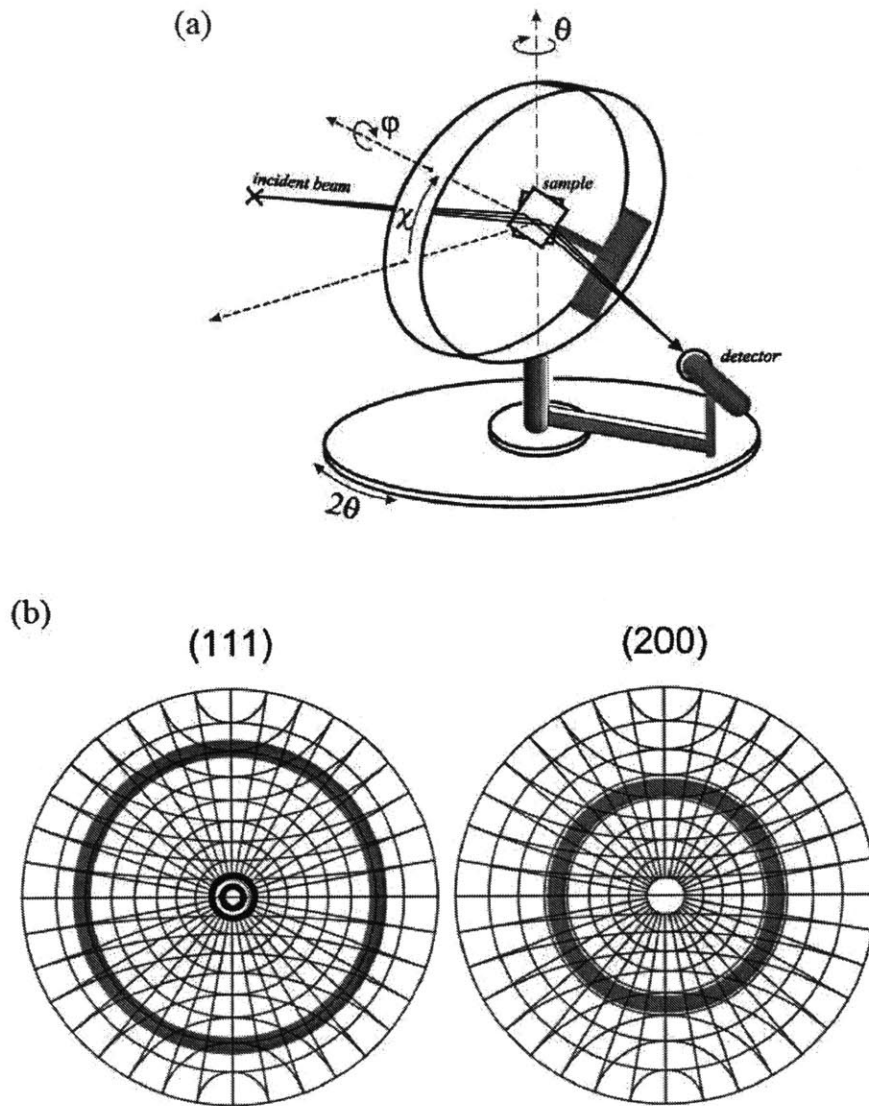 (a)
θ
φ
incident beam
sample
χ
detector
2θ
(b)
(111)
(200)